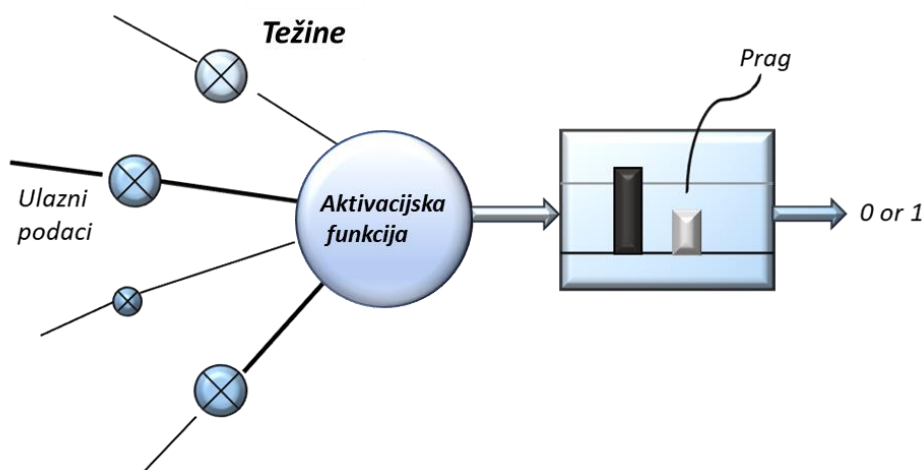 Težine
Prag
Ulazni
podaci
Aktivacijska
funkcija
0 or 1